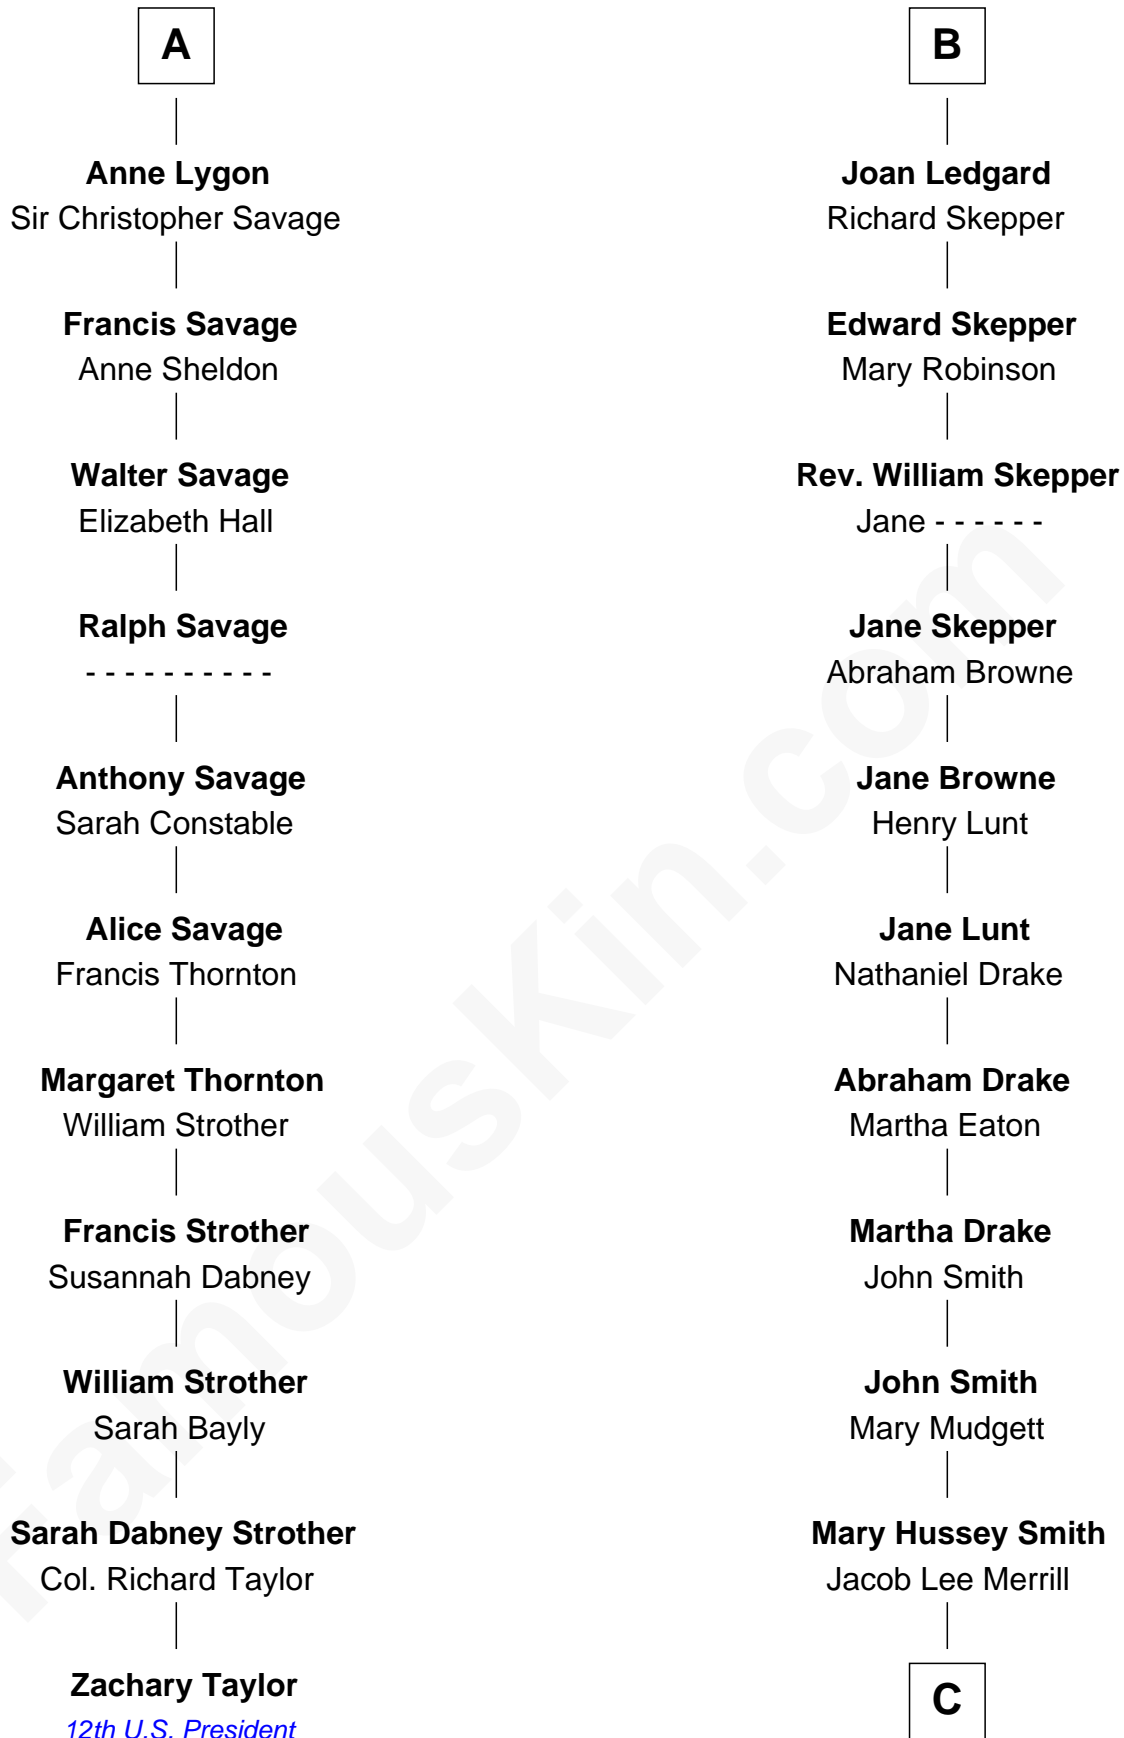 A
Anne Lygon
Sir Christopher Savage
Francis Savage
Anne Sheldon
Walter Savage
Elizabeth Hall
Ralph Savage
- - - - - - - - - -
Anthony Savage
Sarah Constable
Alice Savage
Francis Thornton
Margaret Thornton
William Strother
Francis Strother
Susannah Dabney
William Strother
Sarah Bayly
Sarah Dabney Strother
Col. Richard Taylor
Zachary Taylor
12th U.S. President
B
Joan Ledgard
Richard Skepper
Edward Skepper
Mary Robinson
Rev. William Skepper
Jane - - - - - -
Jane Skepper
Abraham Browne
Jane Browne
Henry Lunt
Jane Lunt
Nathaniel Drake
Abraham Drake
Martha Eaton
Martha Drake
John Smith
John Smith
Mary Mudgett
Mary Hussey Smith
Jacob Lee Merrill
C
famouskin.com